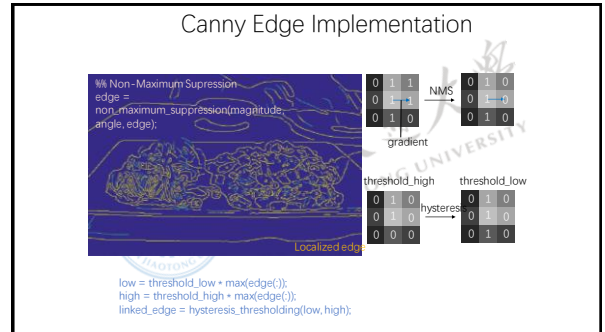 Canny Edge Implementation
%% Non-Maximum Supression
edge =
non_maximum_suppression(magnitude,
angle, edge);
Localized edge
0 1 1
0 1 1
0 1 0
gradient
NMS
0 1 0
0 1 0
0 1 0
threshold_high
0 1 0
0 1 0
0 0 0
hysteresis
threshold_low
0 1 0
0 1 0
0 1 0
low = threshold_low * max(edge(:));
high = threshold_high * max(edge(:));
linked_edge = hysteresis_thresholding(low, high);
JIAOTONG
UNIVERSITY